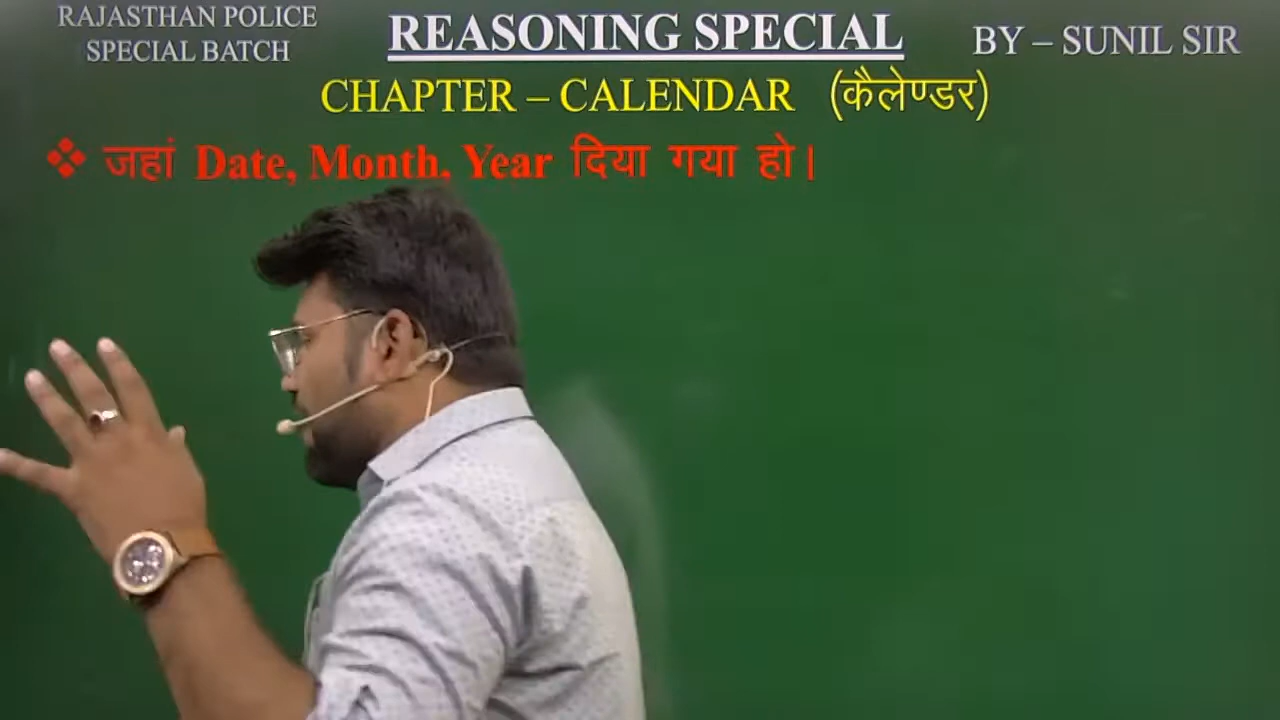 RAJASTHAN POLICE
SPECIAL BATCH
REASONING SPECIAL
BY – SUNIL SIR
CHAPTER – CALENDAR (कैलेण्डर)
❖ जहां Date, Month, Year दिया गया हो।